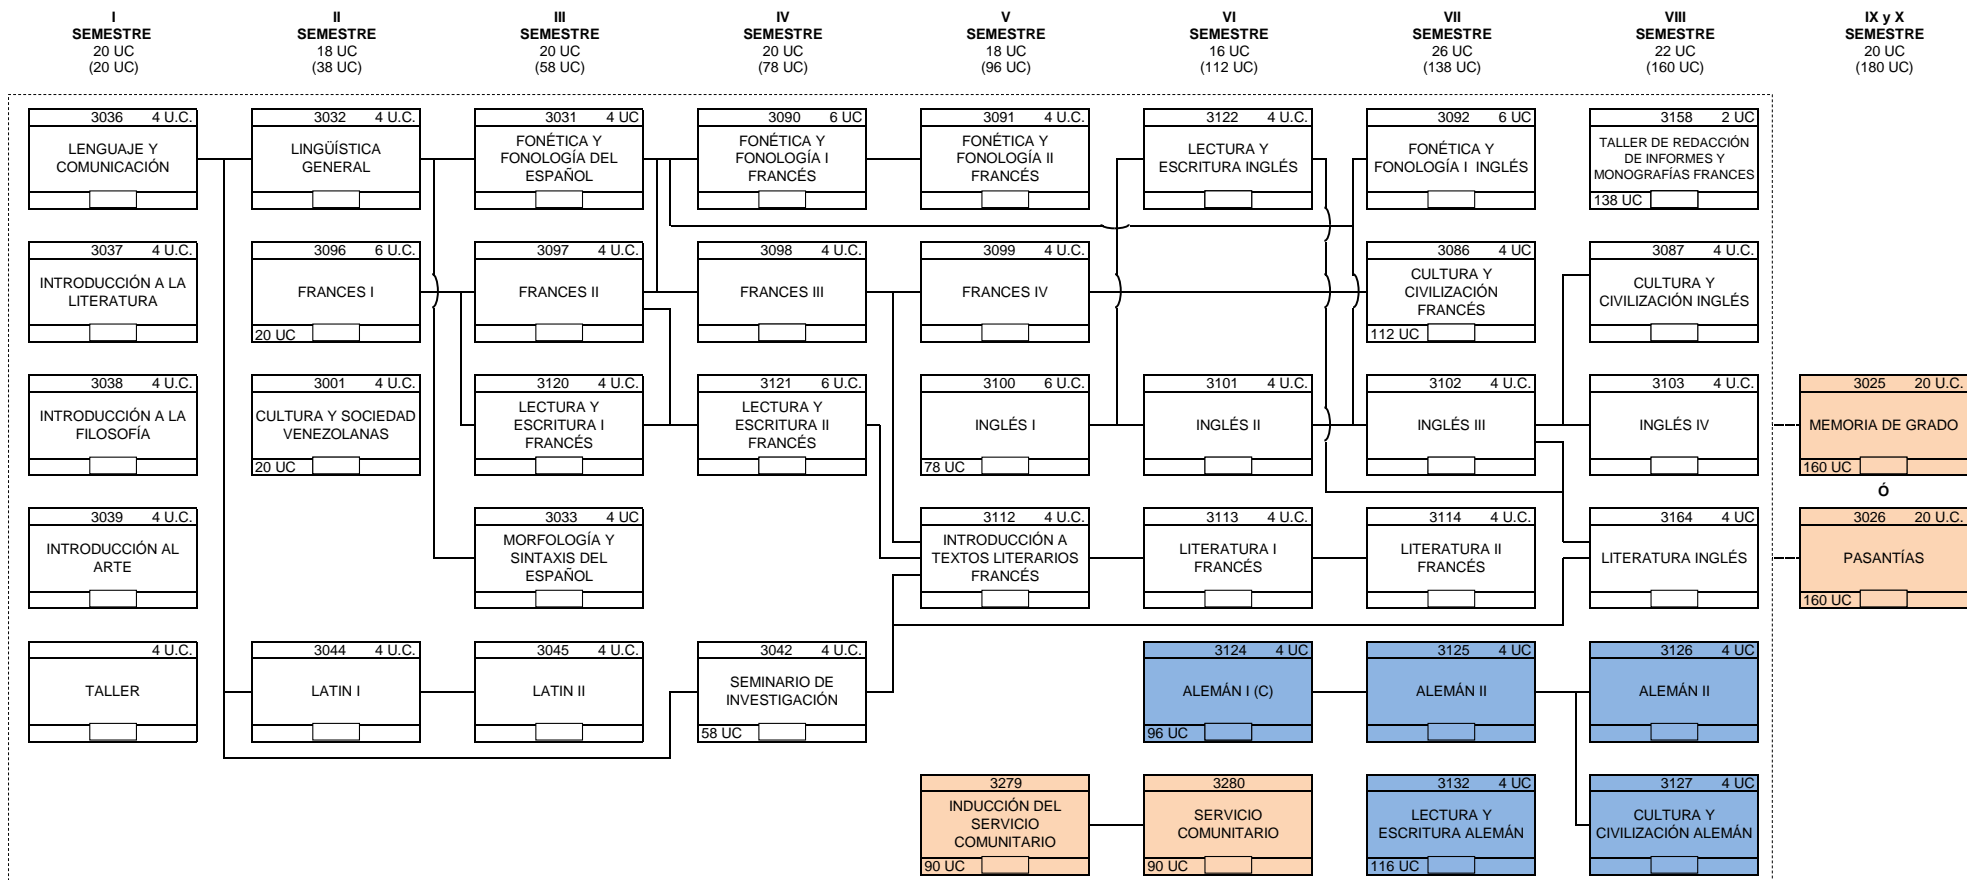 I
SEMESTRE
20 UC
(20 UC)
II
SEMESTRE
18 UC
(38 UC)
III
SEMESTRE
20 UC
(58 UC)
IV
SEMESTRE
20 UC
(78 UC)
V
SEMESTRE
18 UC
(96 UC)
VI
SEMESTRE
16 UC
(112 UC)
VII
SEMESTRE
26 UC
(138 UC)
VIII
SEMESTRE
22 UC
(160 UC)
IX y X
SEMESTRE
20 UC
(180 UC)
3036 4 U.C.
LENGUAJE Y
COMUNICACIÓN
3032 4 U.C.
LINGÜÍSTICA
GENERAL
3031 4 UC
FONÉTICA Y
FONOLOGÍA DEL
ESPAÑOL
3090 6 UC
FONÉTICA Y
FONOLOGÍA I
FRANCÉS
3091 4 U.C.
FONÉTICA Y
FONOLOGÍA II
FRANCÉS
3122 4 U.C.
LECTURA Y
ESCRITURA INGLÉS
3092 6 UC
FONÉTICA Y
FONOLOGÍA I INGLÉS
3158 2 UC
TALLER DE REDACCIÓN
DE INFORMES Y
MONOGRAFÍAS FRANCES
138 UC
3037 4 U.C.
INTRODUCCIÓN A LA
LITERATURA
3096 6 U.C.
FRANCES I
20 UC
3097 4 U.C.
FRANCES II
3098 4 U.C.
FRANCES III
3099 4 U.C.
FRANCES IV
3086 4 UC
CULTURA Y
CIVILIZACIÓN
FRANCÉS
112 UC
3087 4 U.C.
CULTURA Y
CIVILIZACIÓN INGLÉS
3038 4 U.C.
INTRODUCCIÓN A LA
FILOSOFÍA
3001 4 U.C.
CULTURA Y SOCIEDAD
VENEZOLANAS
20 UC
3120 4 U.C.
LECTURA Y
ESCRITURA I
FRANCÉS
3121 6 U.C.
LECTURA Y
ESCRITURA II
FRANCÉS
3100 6 U.C.
INGLÉS I
78 UC
3101 4 U.C.
INGLÉS II
3102 4 U.C.
INGLÉS III
3103 4 U.C.
INGLÉS IV
3025 20 U.C.
MEMORIA DE GRADO
160 UC
Ó
3039 4 U.C.
INTRODUCCIÓN AL
ARTE
3033 4 UC
MORFOLOGÍA Y
SINTAXIS DEL
ESPAÑOL
3112 4 U.C.
INTRODUCCIÓN A
TEXTOS LITERARIOS
FRANCÉS
3113 4 U.C.
LITERATURA I
FRANCÉS
3114 4 U.C.
LITERATURA II
FRANCÉS
3164 4 UC
LITERATURA INGLÉS
3026 20 U.C.
PASANTÍAS
160 UC
4 U.C.
TALLER
3044 4 U.C.
LATIN I
3045 4 U.C.
LATIN II
3042 4 U.C.
SEMINARIO DE
INVESTIGACIÓN
58 UC
3124 4 UC
ALEMÁN I (C)
96 UC
3125 4 UC
ALEMÁN II
3126 4 UC
ALEMÁN II
3279
INDUCCIÓN DEL
SERVICIO
COMUNITARIO
90 UC
3280
SERVICIO
COMUNITARIO
90 UC
3132 4 UC
LECTURA Y
ESCRITURA ALEMÁN
116 UC
3127 4 UC
CULTURA Y
CIVILIZACIÓN ALEMÁN